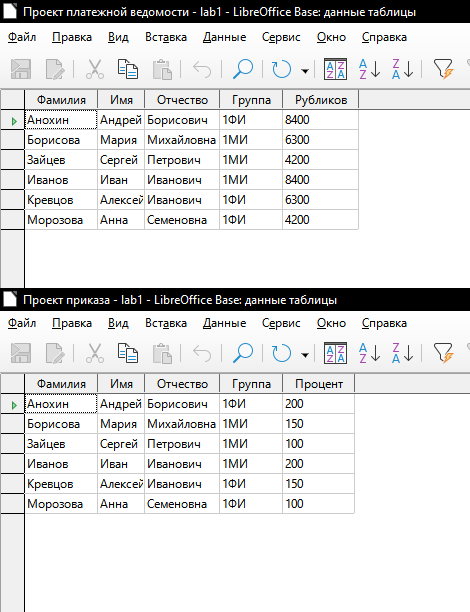 Проект платежной ведомости - lab1 - LibreOffice Base: данные таблицы
Файл Правка Вид Вставка Данные Сервис Окно Справка
Фамилия Имя Отчество Группа Рубликов
Анохин Андрей Борисович 1ФИ 8400
Борисова Мария Михайловна 1МИ 6300
Зайцев Сергей Петрович 1МИ 4200
Иванов Иван Иванович 1МИ 8400
Кревцов Алексей Иванович 1ФИ 6300
Морозова Анна Семеновна 1ФИ 4200
Проект приказа - lab1 - LibreOffice Base: данные таблицы
Файл Правка Вид Вставка Данные Сервис Окно Справка
Фамилия Имя Отчество Группа Процент
Анохин Андрей Борисович 1ФИ 200
Борисова Мария Михайловна 1МИ 150
Зайцев Сергей Петрович 1МИ 100
Иванов Иван Иванович 1МИ 200
Кревцов Алексей Иванович 1ФИ 150
Морозова Анна Семеновна 1ФИ 100